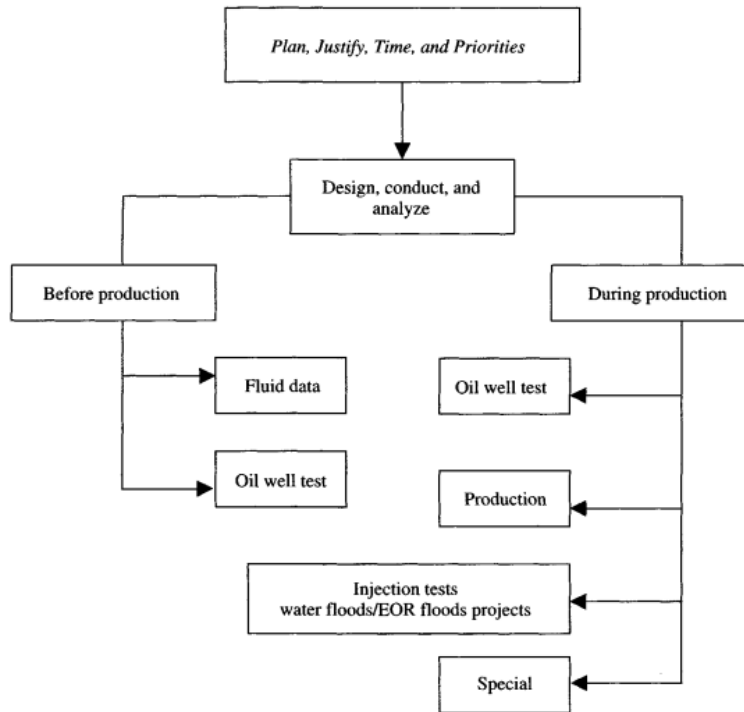 Plan, Justify, Time, and Priorities
Design, conduct, and
analyze
Before production
During production
Fluid data
Oil well test
Oil well test
Production
Injection tests
water floods/EOR floods projects
Special